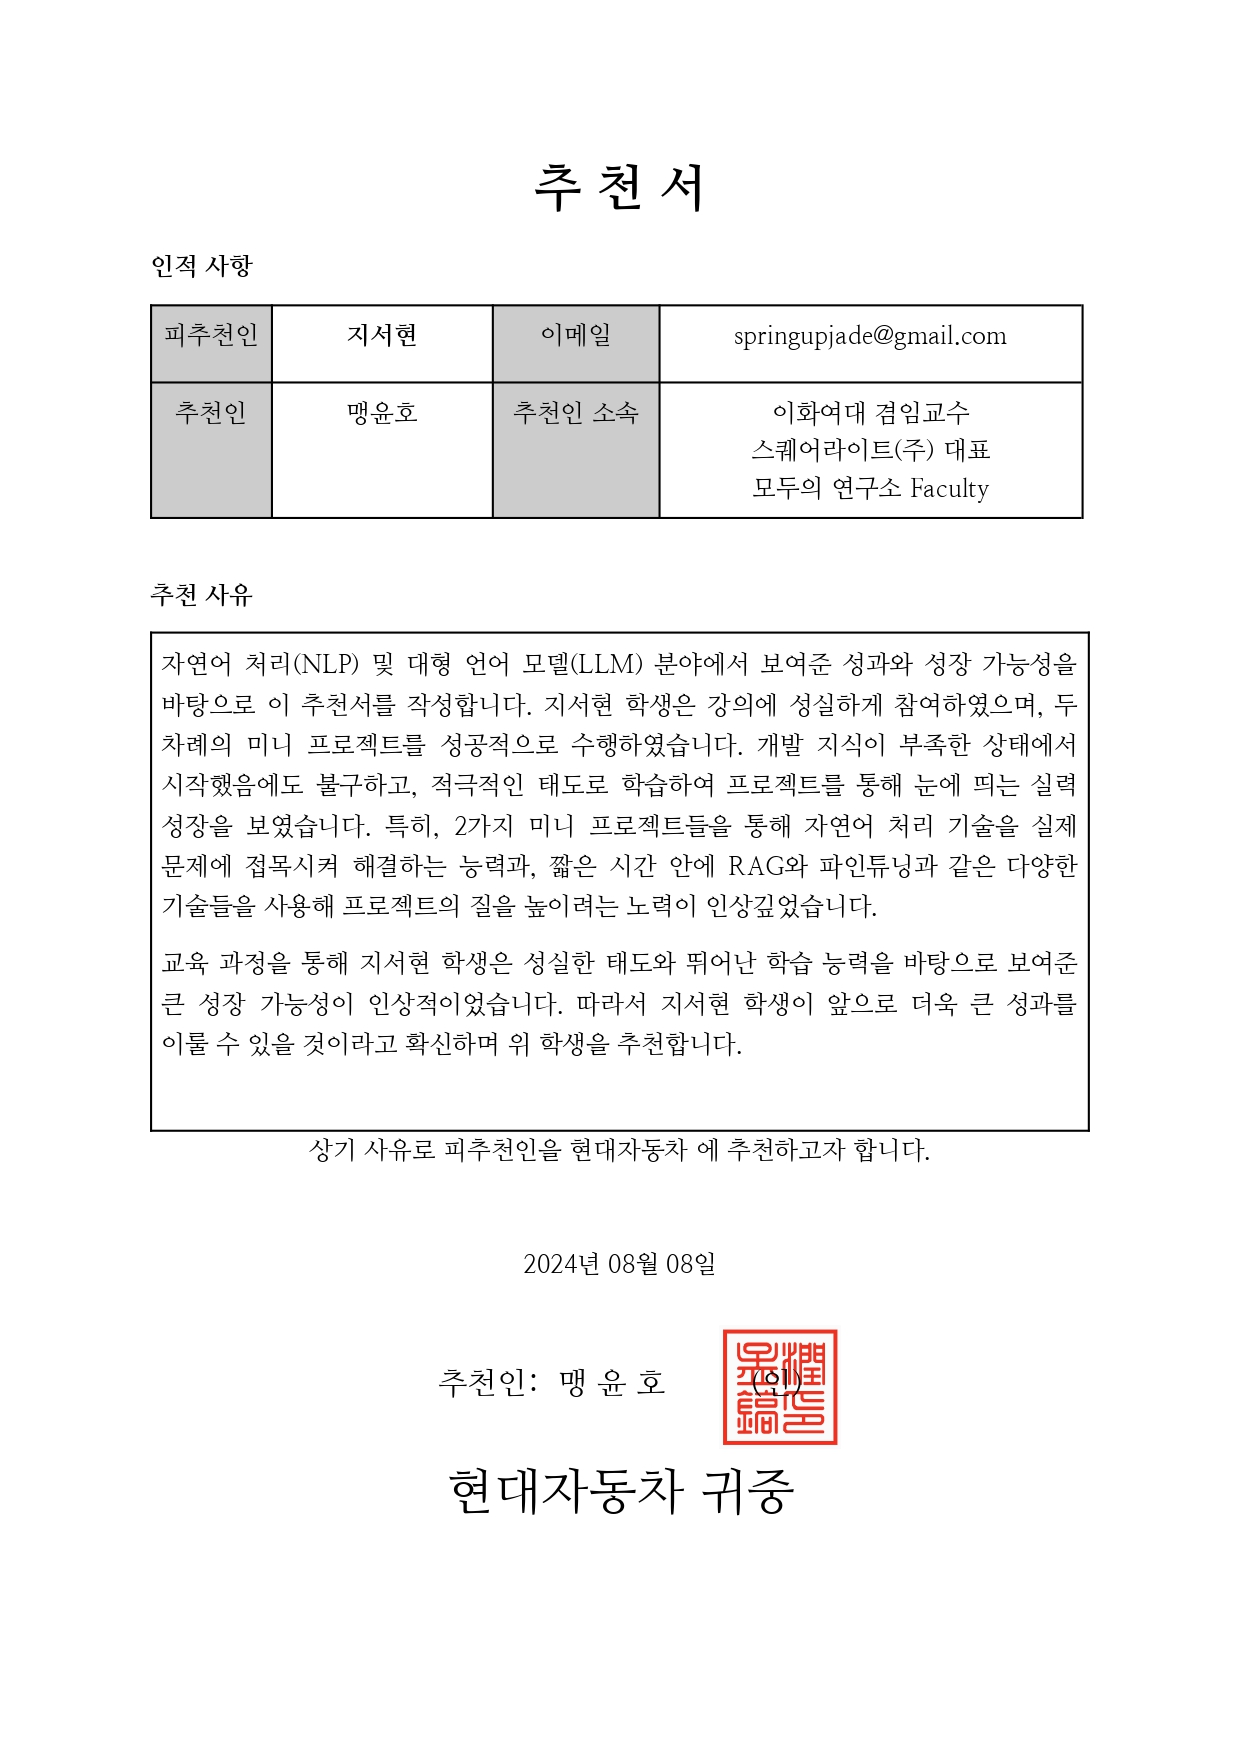 추 천 서
인적 사항
피추천인 지서현 이메일 springupjade@gmail.com
추천인 맹윤호 추천인 소속 이화여대 겸임교수
스퀘어라이트(주) 대표
모두의 연구소 Faculty
추천 사유
자연어 처리(NLP) 및 대형 언어 모델(LLM) 분야에서 보여준 성과와 성장 가능성을
바탕으로 이 추천서를 작성합니다. 지서현 학생은 강의에 성실하게 참여하였으며, 두
차례의 미니 프로젝트를 성공적으로 수행하였습니다. 개발 지식이 부족한 상태에서
시작했음에도 불구하고, 적극적인 태도로 학습하여 프로젝트를 통해 눈에 띄는 실력
성장을 보였습니다. 특히, 2가지 미니 프로젝트들을 통해 자연어 처리 기술을 실제
문제에 접목시켜 해결하는 능력과, 짧은 시간 안에 RAG와 파인튜닝과 같은 다양한
기술들을 사용해 프로젝트의 질을 높이려는 노력이 인상깊었습니다.
교육 과정을 통해 지서현 학생은 성실한 태도와 뛰어난 학습 능력을 바탕으로 보여준
큰 성장 가능성이 인상적이었습니다. 따라서 지서현 학생이 앞으로 더욱 큰 성과를
이룰 수 있을 것이라고 확신하며 위 학생을 추천합니다.
상기 사유로 피추천인을 현대자동차 에 추천하고자 합니다.
2024년 08월 08일
추천인: 맹 윤 호 (인)
현대자동차 귀중